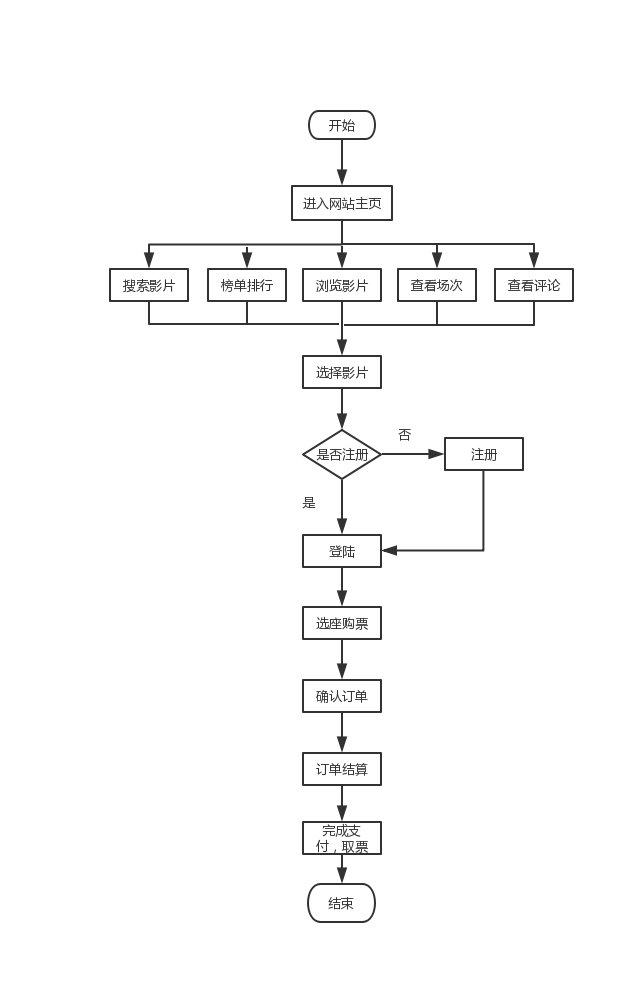 开始
进入网站主页
搜索影片
榜单排行
浏览影片
查看场次
查看评论
选择影片
否
是否注册
注册
是
登陆
选座购票
确认订单
订单结算
完成支
付，取票
结束